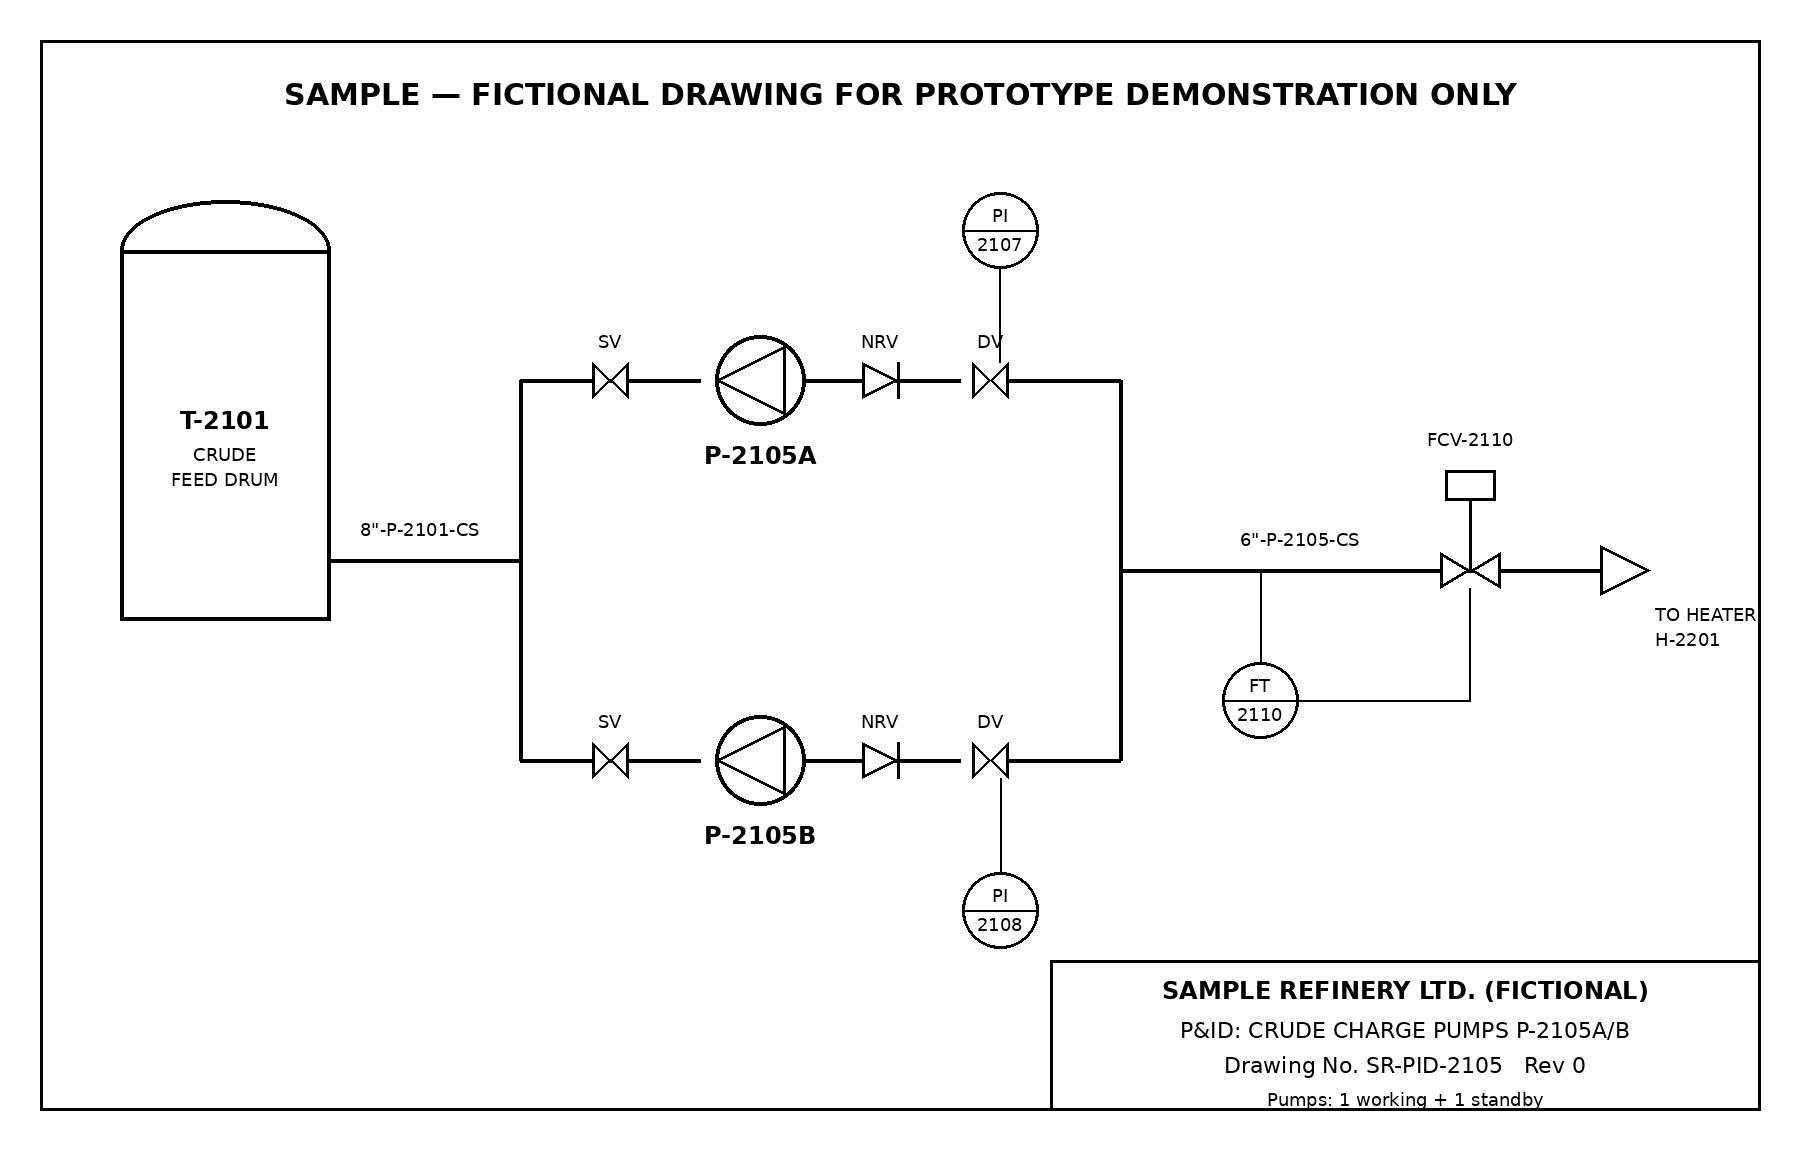 SAMPLE — FICTIONAL DRAWING FOR PROTOTYPE DEMONSTRATION ONLY
PI
2107
SV
NRV
DV
P-2105A
T-2101
CRUDE
FEED DRUM
8"-P-2101-CS
FCV-2110
6"-P-2105-CS
TO HEATER
H-2201
FT
2110
SV
NRV
DV
P-2105B
PI
2108
SAMPLE REFINERY LTD. (FICTIONAL)
P&ID: CRUDE CHARGE PUMPS P-2105A/B
Drawing No. SR-PID-2105 Rev 0
Pumps: 1 working + 1 standby